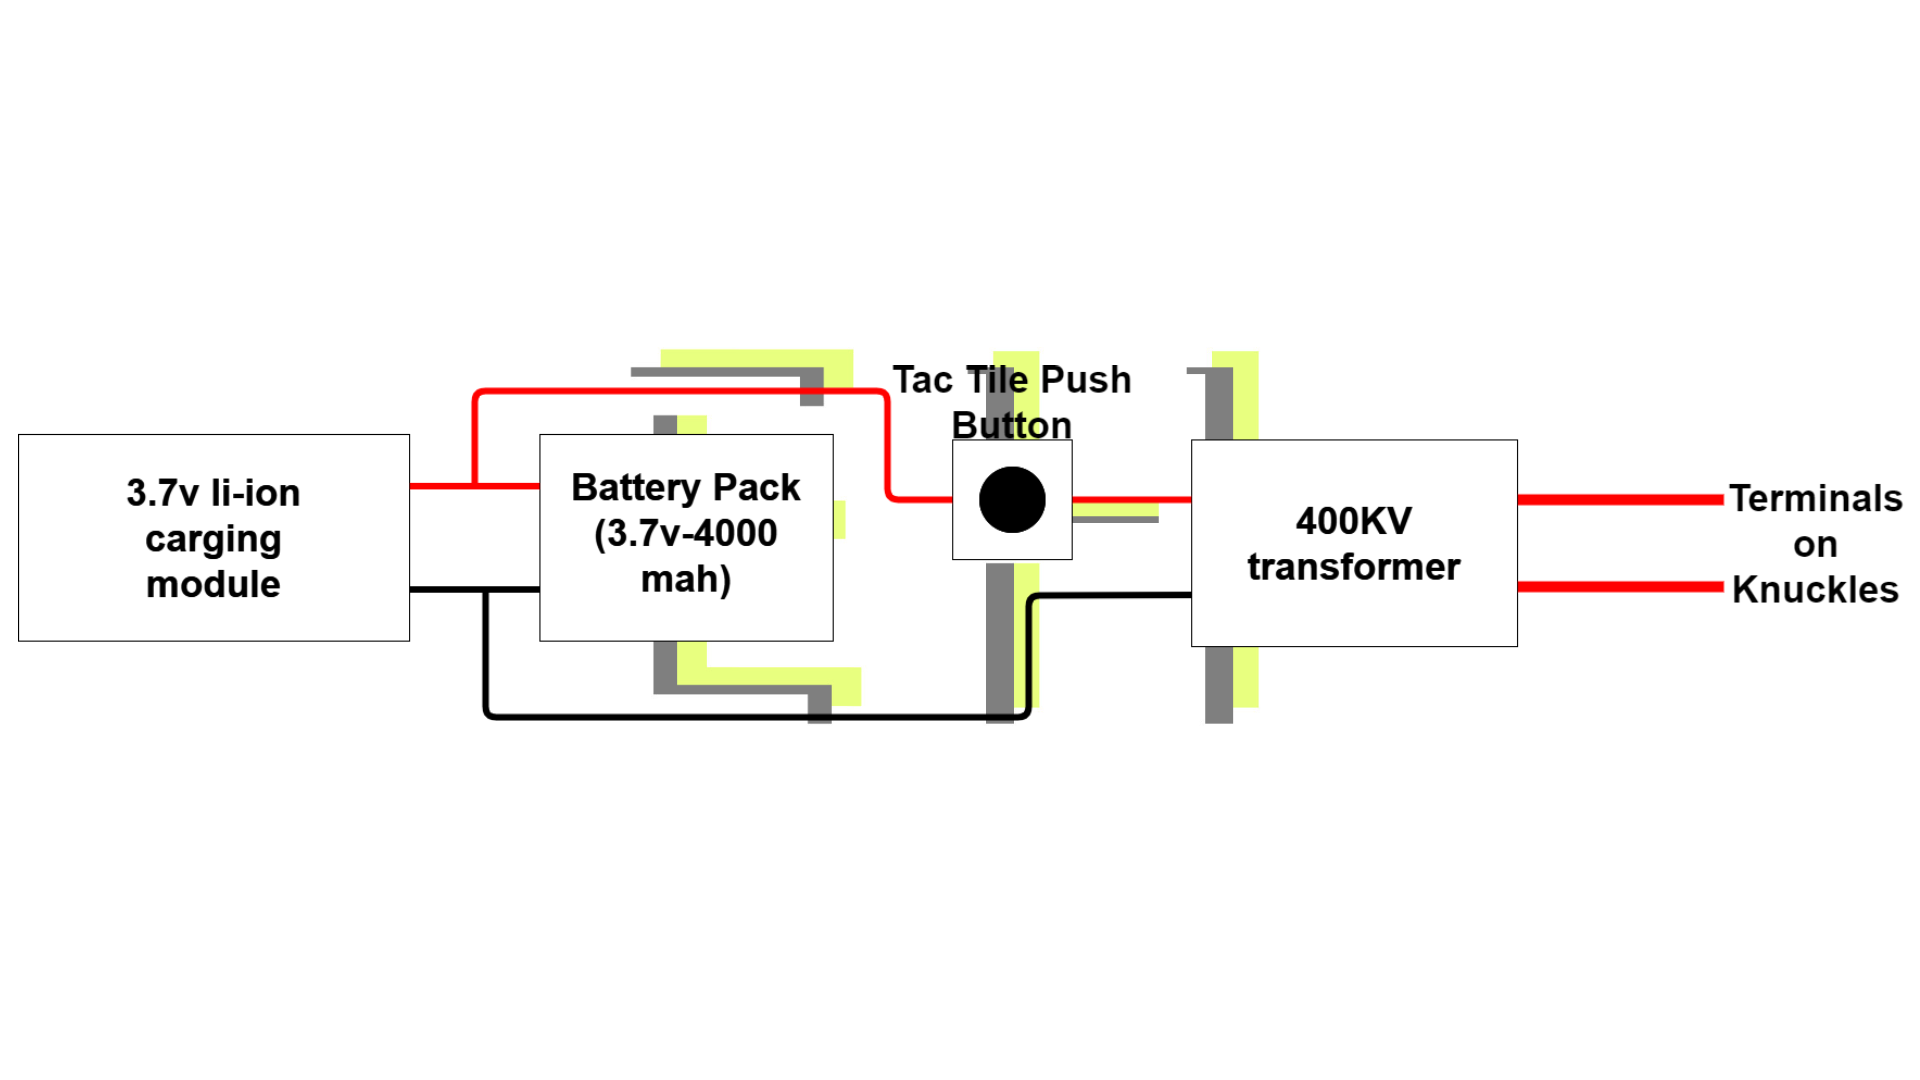 3.7v li-ion
carging
module
Battery Pack
(3.7v-4000
mah)
Tac Tile Push
Button
400KV
transformer
Terminals
on
Knuckles